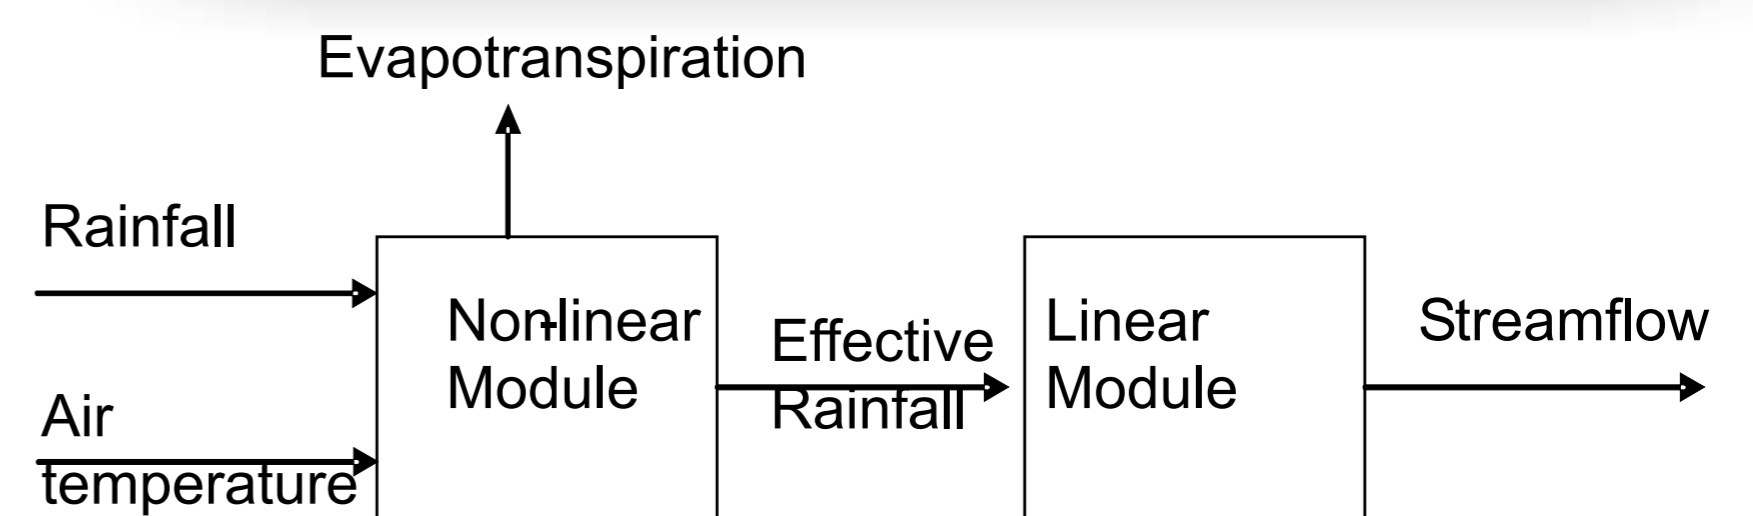 Evapotranspiration
Rainfall
Non-linear
Module
Effective
Rainfall
Linear
Module
Streamflow
Air
temperature